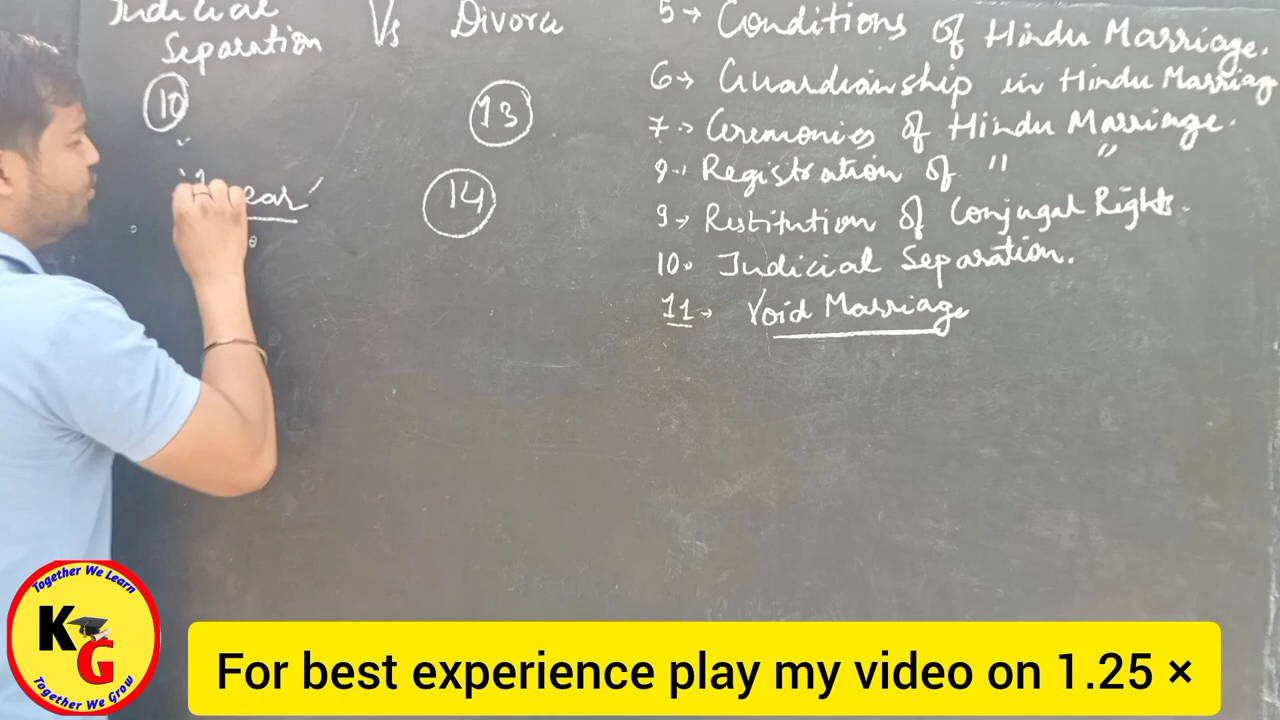 Judicial
Separation Vs Divorce
10
13
14
5→ Conditions of Hindu Marriage.
6→ Guardianship in Hindu Marriag
7→ Ceremonies of Hindu Marriage.
Registration of " "
9→ Restitution of Conjugal Rights.
10. Judicial Separation.
11→ Void Marriage
Together We Learn
KG
Together We Grow
For best experience play my video on 1.25 ×